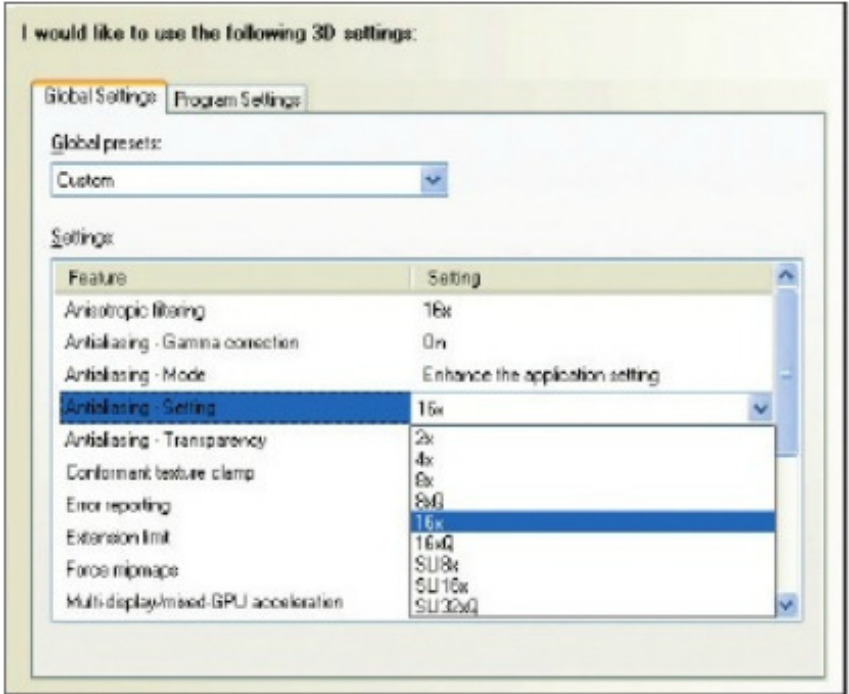 I would like to use the following 3D settings:
Global Settings Program Settings
Global presets:
Custom
Settings:
Feature Setting
Anisotropic filtering 16x
Antialiasing - Gamma correction On
Antialiasing - Mode Enhance the application setting
Antialiasing - Setting 16x
Antialiasing - Transparency
2x
4x
Conformant texture clamp
8x
8xQ
Error reporting
16x
Extension limit
16xQ
SLI8x
Force mipmaps
SLI16x
Multi-display/mixed-GPU acceleration
SLI32xQ